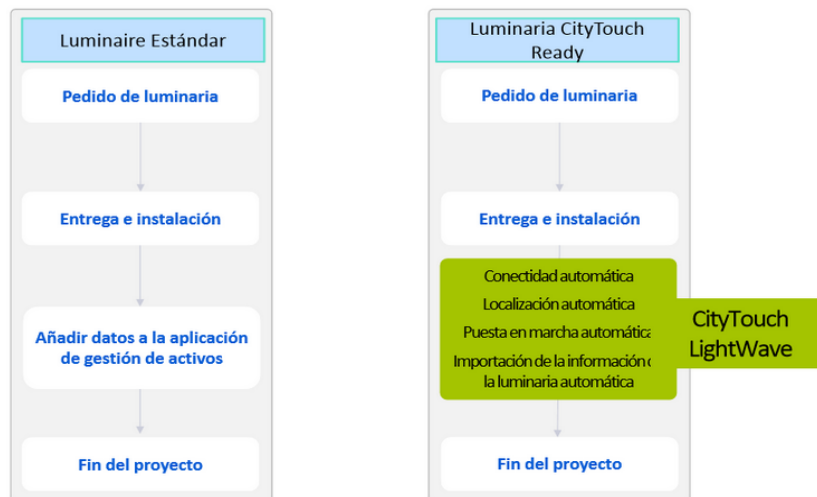 Luminaire Estándar
Pedido de luminaria
Entrega e instalación
Añadir datos a la aplicación
de gestión de activos
Fin del proyecto
Luminaria CityTouch
Ready
Pedido de luminaria
Entrega e instalación
Conectidad automática
Localización automática
Puesta en marcha automática
Importación de la información
la luminaria automática
Fin del proyecto
CityTouch
LightWave